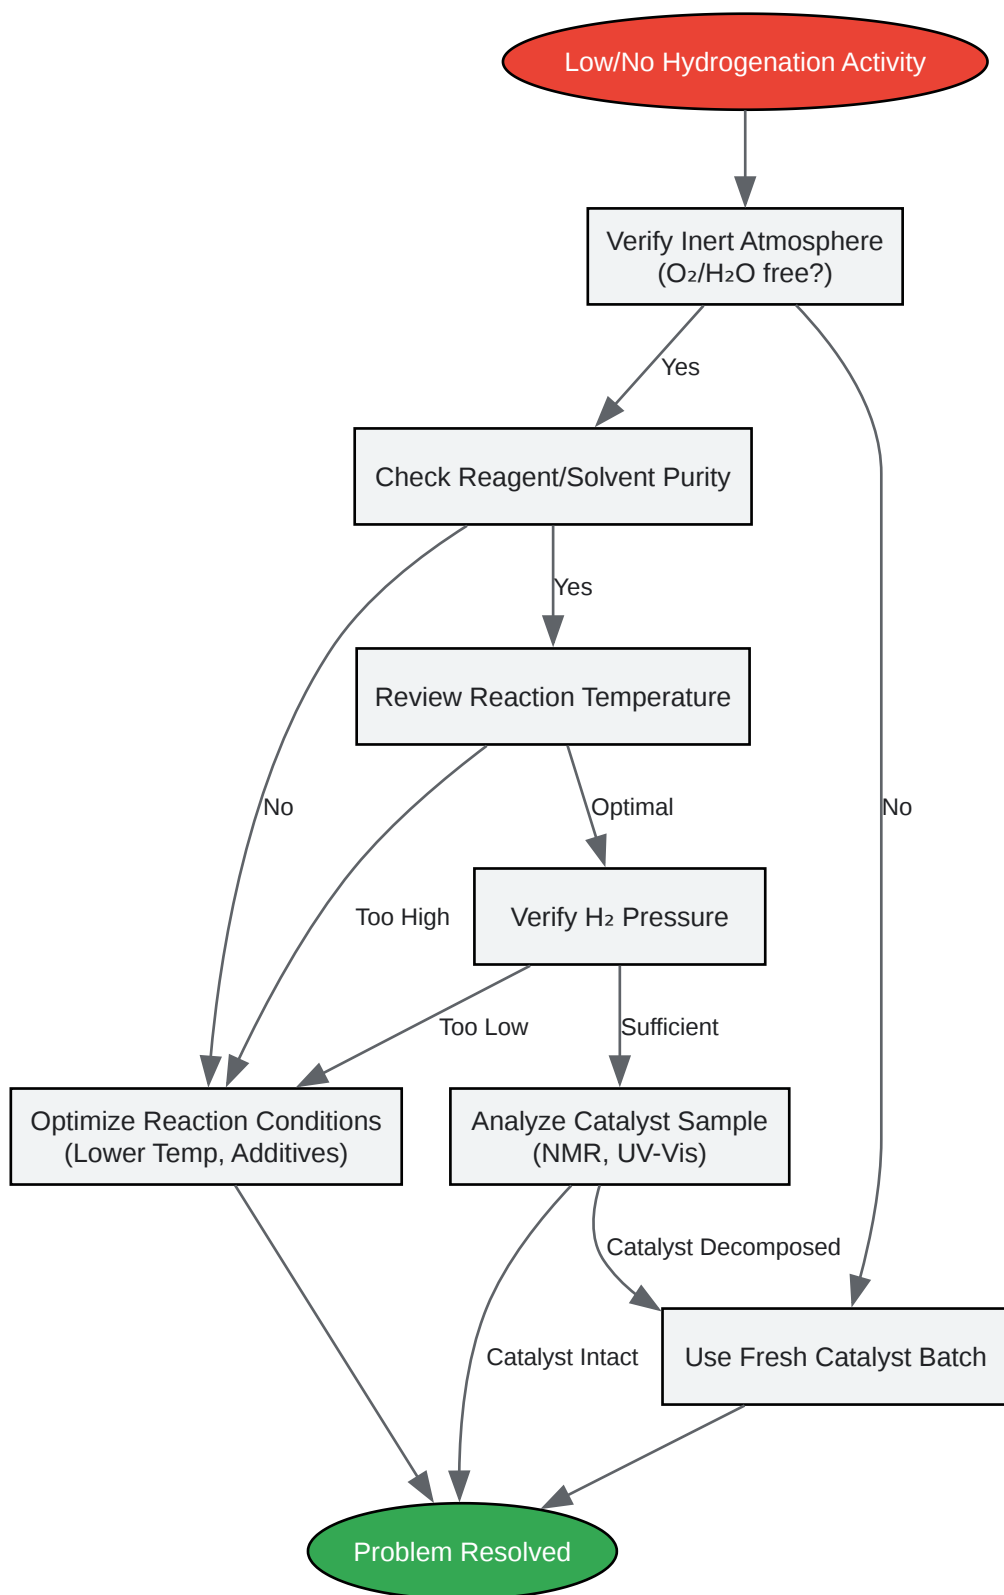 Low/No Hydrogenation Activity
Verify Inert Atmosphere
(O₂/H₂O free?)
Yes
Check Reagent/Solvent Purity
Yes
Review Reaction Temperature
No
Optimal
No
Too High
Verify H₂ Pressure
Too Low
Sufficient
Optimize Reaction Conditions
(Lower Temp, Additives)
Analyze Catalyst Sample
(NMR, UV-Vis)
Catalyst Decomposed
Catalyst Intact
Use Fresh Catalyst Batch
Problem Resolved